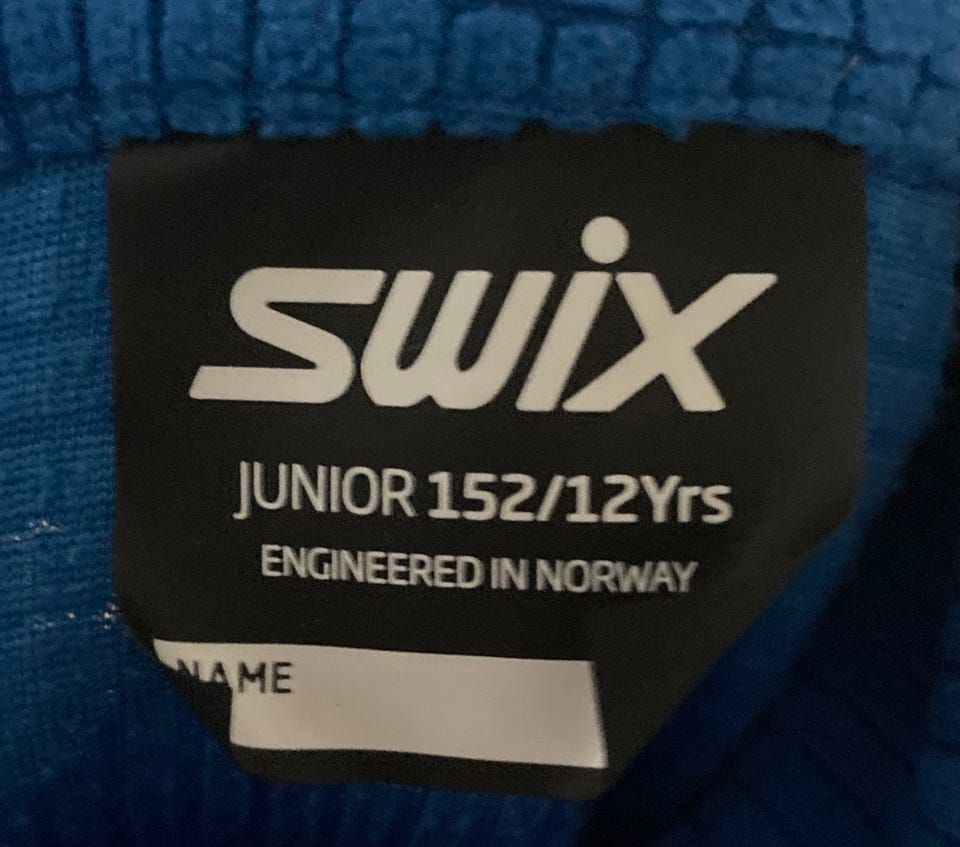 swix
JUNIOR 152/12Yrs
ENGINEERED IN NORWAY
NAME